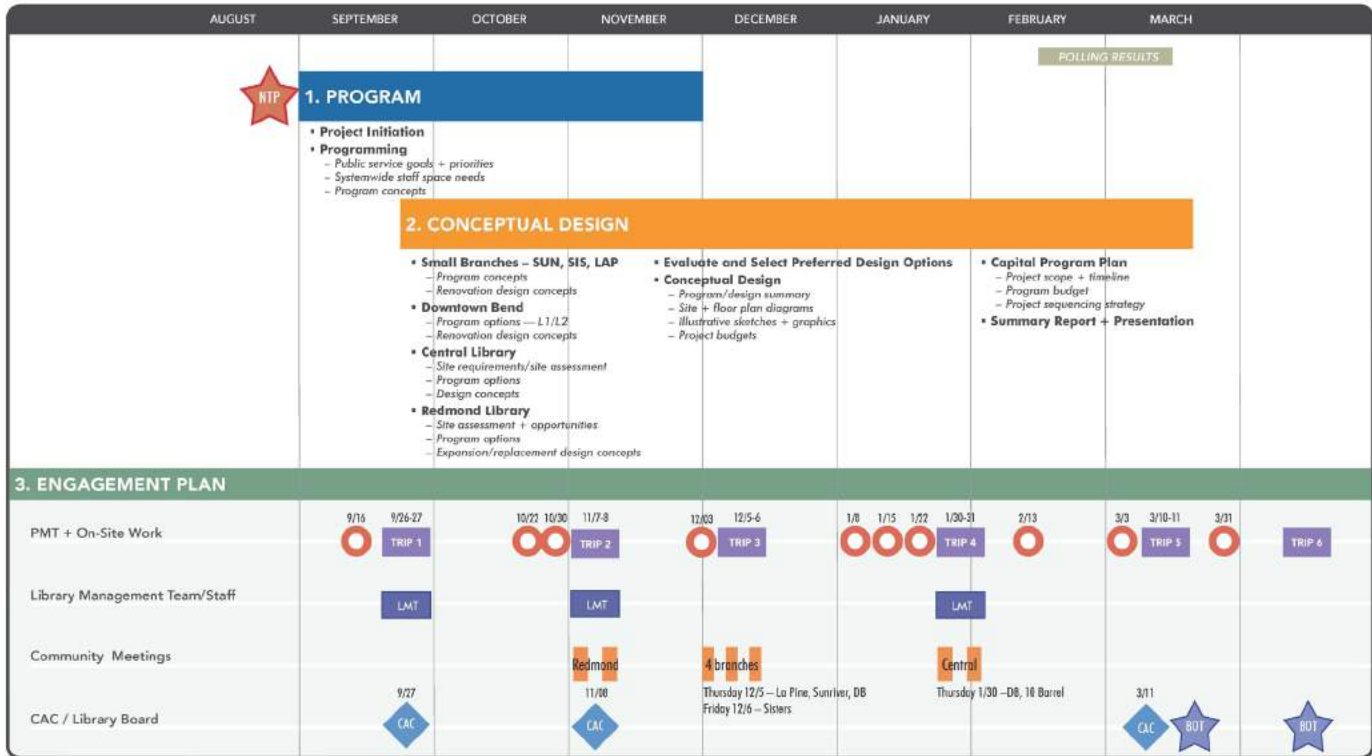 AUGUST SEPTEMBER OCTOBER NOVEMBER DECEMBER JANUARY FEBRUARY MARCH
POLLING RESULTS
NTP
1. PROGRAM
▪ Project Initiation
▪ Programming
– Public service goals + priorities
– Systemwide staff space needs
– Program concepts
2. CONCEPTUAL DESIGN
▪ Small Branches – SUN, SIS, LAP
– Program concepts
– Renovation design concepts
▪ Downtown Bend
– Program options — L1/L2
– Renovation design concepts
▪ Central Library
– Site requirements/site assessment
– Program options
– Design concepts
▪ Redmond Library
– Site assessment + opportunities
– Program options
– Expansion/replacement design concepts
▪ Evaluate and Select Preferred Design Options
▪ Conceptual Design
– Program/design summary
– Site + floor plan diagrams
– Illustrative sketches + graphics
– Project budgets
▪ Capital Program Plan
– Project scope + timeline
– Program budget
– Project sequencing strategy
▪ Summary Report + Presentation
3. ENGAGEMENT PLAN
9/16 9/26-27 10/22 10/30 11/7-8 12/03 12/5-6 1/8 1/15 1/22 1/30-31 2/13 3/3 3/10-11 3/31
PMT + On-Site Work
TRIP 1 TRIP 2 TRIP 3 TRIP 4 TRIP 5 TRIP 6
Library Management Team/Staff
LMT LMT LMT
Community Meetings
Redmond 4 branches Central
Thursday 12/5 – La Pine, Sunriver, DB
Friday 12/6 – Sisters
Thursday 1/30 –DB, 10 Barrel
9/27 11/08 3/11
CAC / Library Board
CAC CAC CAC BOT BOT